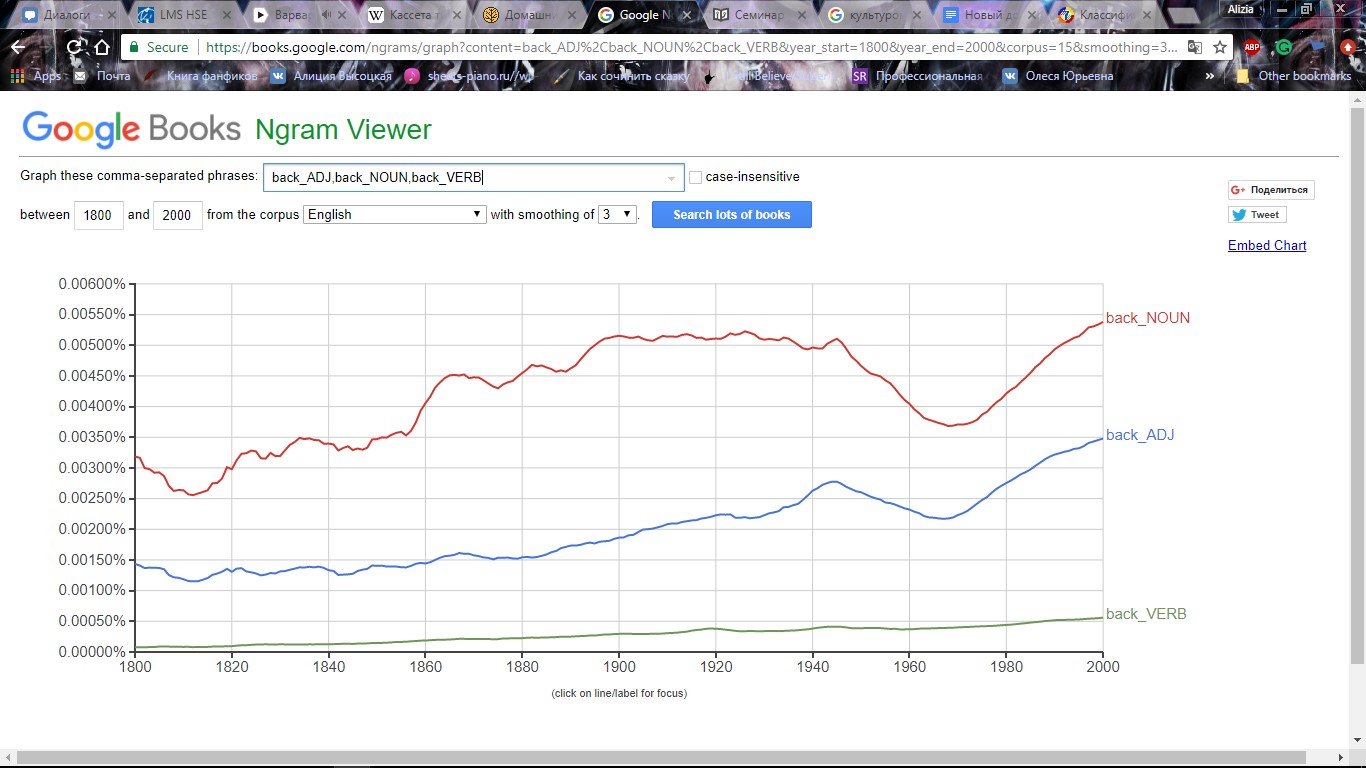 Диалоги - LMS HSE Варвар Кассета Домашн Google N Семинар культур Новый д Классиф Alizia
Secure https://books.google.com/ngrams/graph?content=back_ADJ%2Cback_NOUN%2Cback_VERB&year_start=1800&year_end=2000&corpus=15&smoothing=3... ABP
Apps Почта Книга фанфиков Алиция Высоцкая sheets-piano.ru//w Как сочинить сказку Believe SR Профессиональная Олеся Юрьевна » Other bookmarks
Google Books Ngram Viewer
Graph these comma-separated phrases: back_ADJ,back_NOUN,back_VERB case-insensitive
between 1800 and 2000 from the corpus English with smoothing of 3 . Search lots of books
G+ Поделиться
Tweet
Embed Chart
0.00600%
0.00550%
0.00500%
0.00450%
0.00400%
0.00350%
0.00300%
0.00250%
0.00200%
0.00150%
0.00100%
0.00050%
0.00000%
back_NOUN
back_ADJ
back_VERB
1800 1820 1840 1860 1880 1900 1920 1940 1960 1980 2000
(click on line/label for focus)